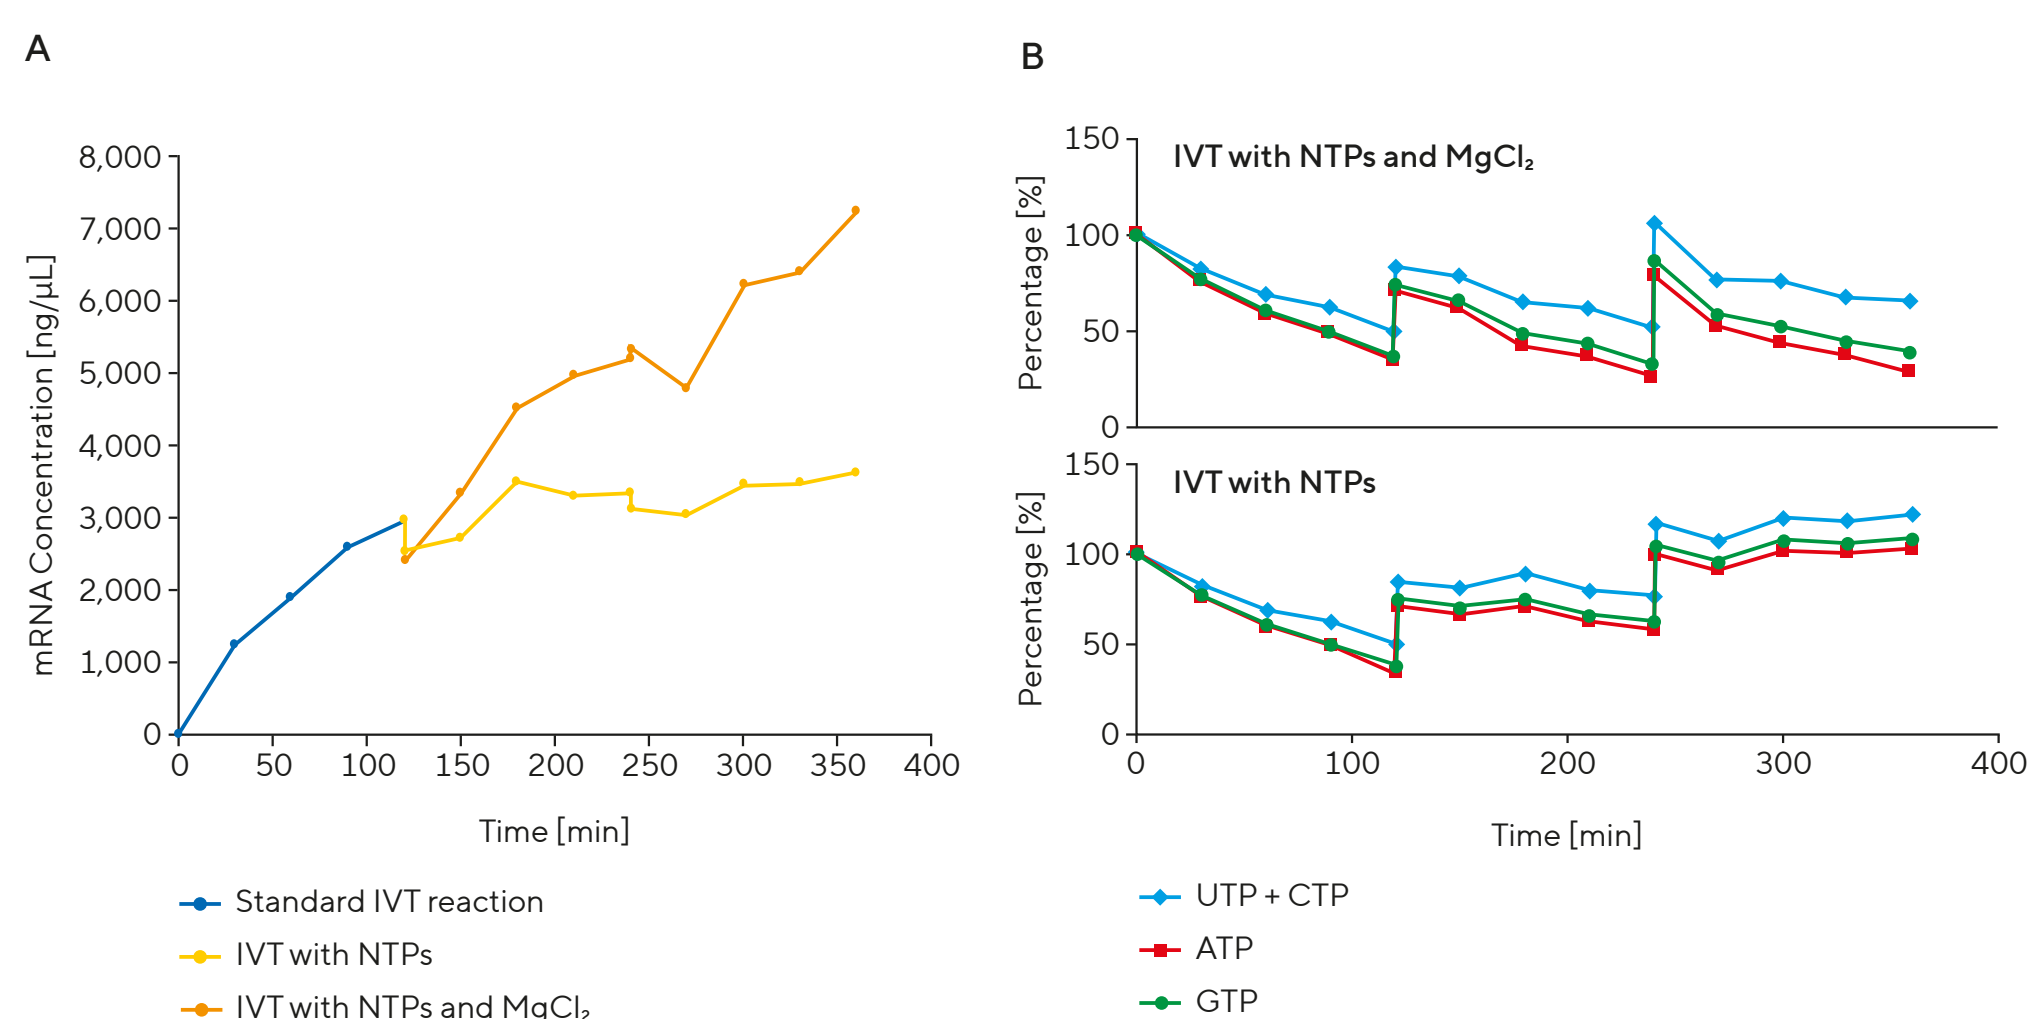 A
8,000
7,000
6,000
5,000
4,000
3,000
2,000
1,000
0
mRNA Concentration [ng/µL]
0 50 100 150 200 250 300 350 400
Time [min]
Standard IVT reaction
IVT with NTPs
IVT with NTPs and MgCl₂
B
IVT with NTPs and MgCl₂
150
100
50
0
Percentage [%]
IVT with NTPs
150
100
50
0
Percentage [%]
0 100 200 300 400
Time [min]
UTP + CTP
ATP
GTP